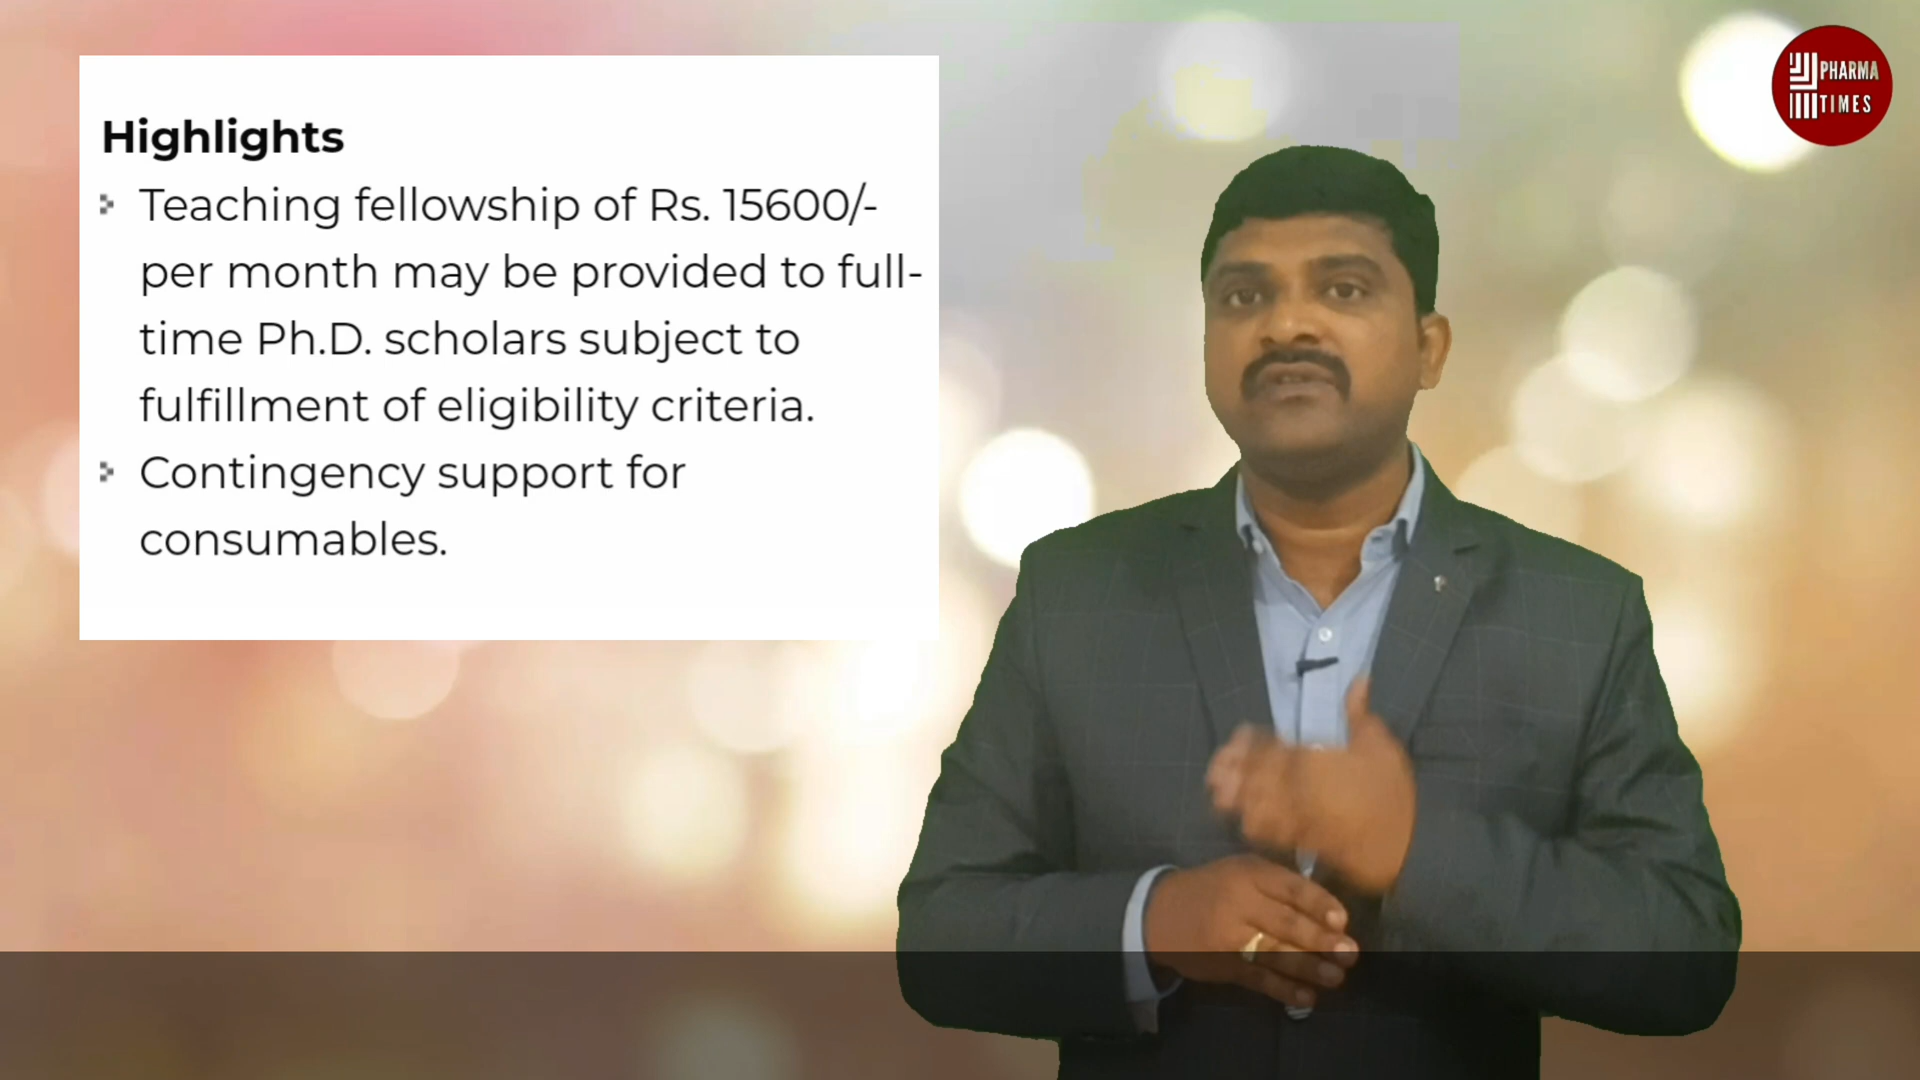 Highlights
Teaching fellowship of Rs. 15600/-
per month may be provided to full-
time Ph.D. scholars subject to
fulfillment of eligibility criteria.
Contingency support for
consumables.
PHARMA
TIMES